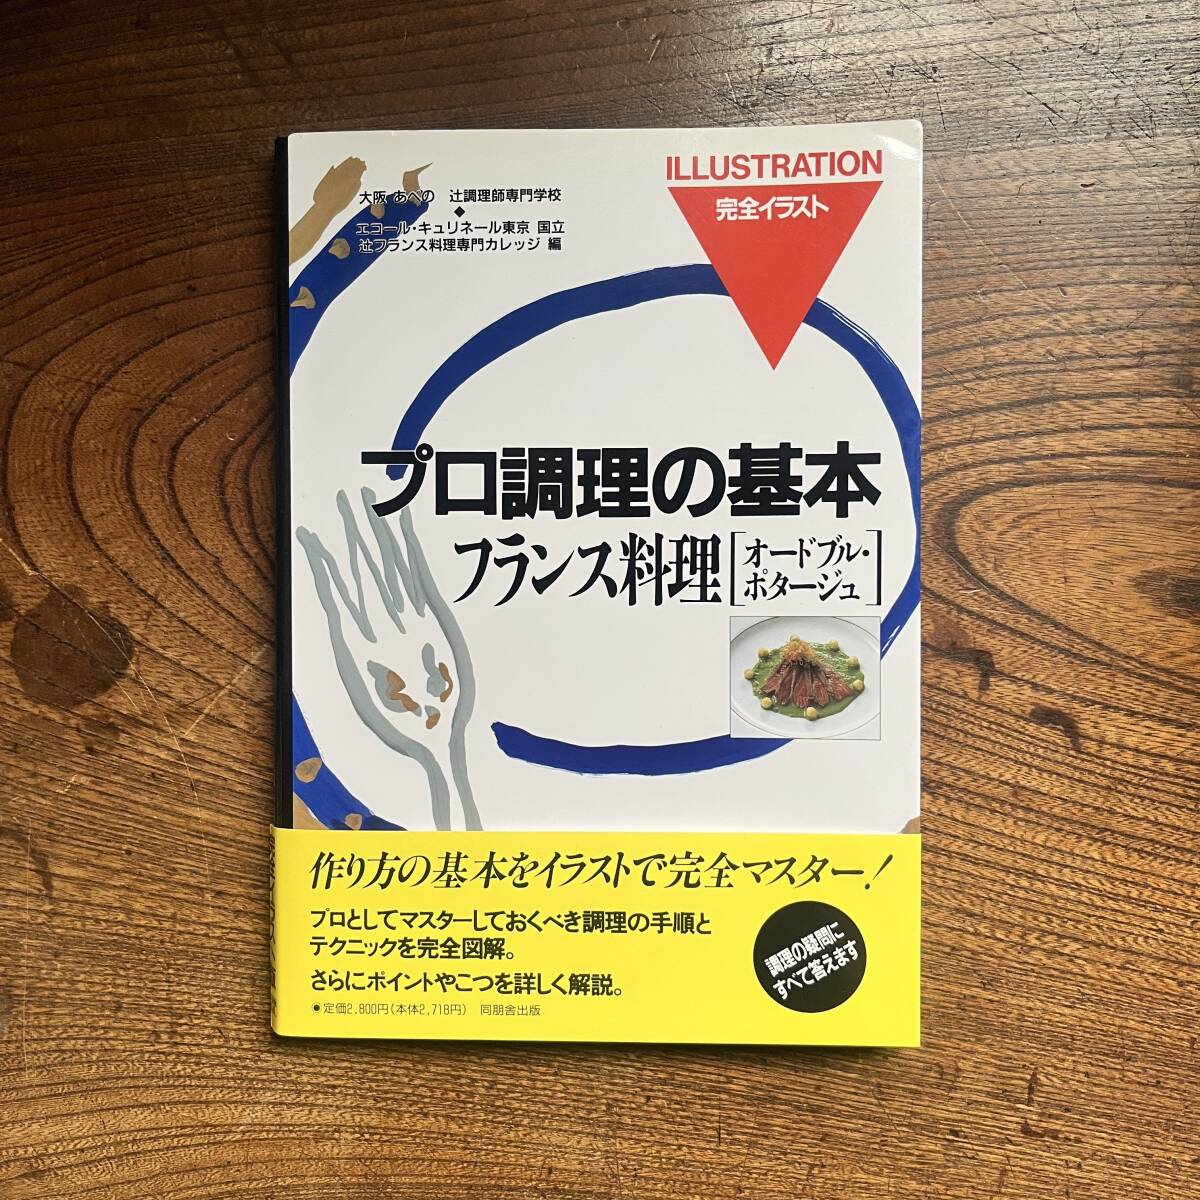 ILLUSTRATION
完全イラスト
大阪 あべの 辻調理師専門学校
◆
エコール・キュリネール東京 国立
辻フランス料理専門カレッジ 編
プロ調理の基本
フランス料理[オードブル・
ポタージュ]
作り方の基本をイラストで完全マスター!
プロとしてマスターしておくべき調理の手順と
テクニックを完全図解。
さらにポイントやこつを詳しく解説。
●定価2,800円(本体2,718円) 同朋舎出版
調理の疑問に
すべて答えます